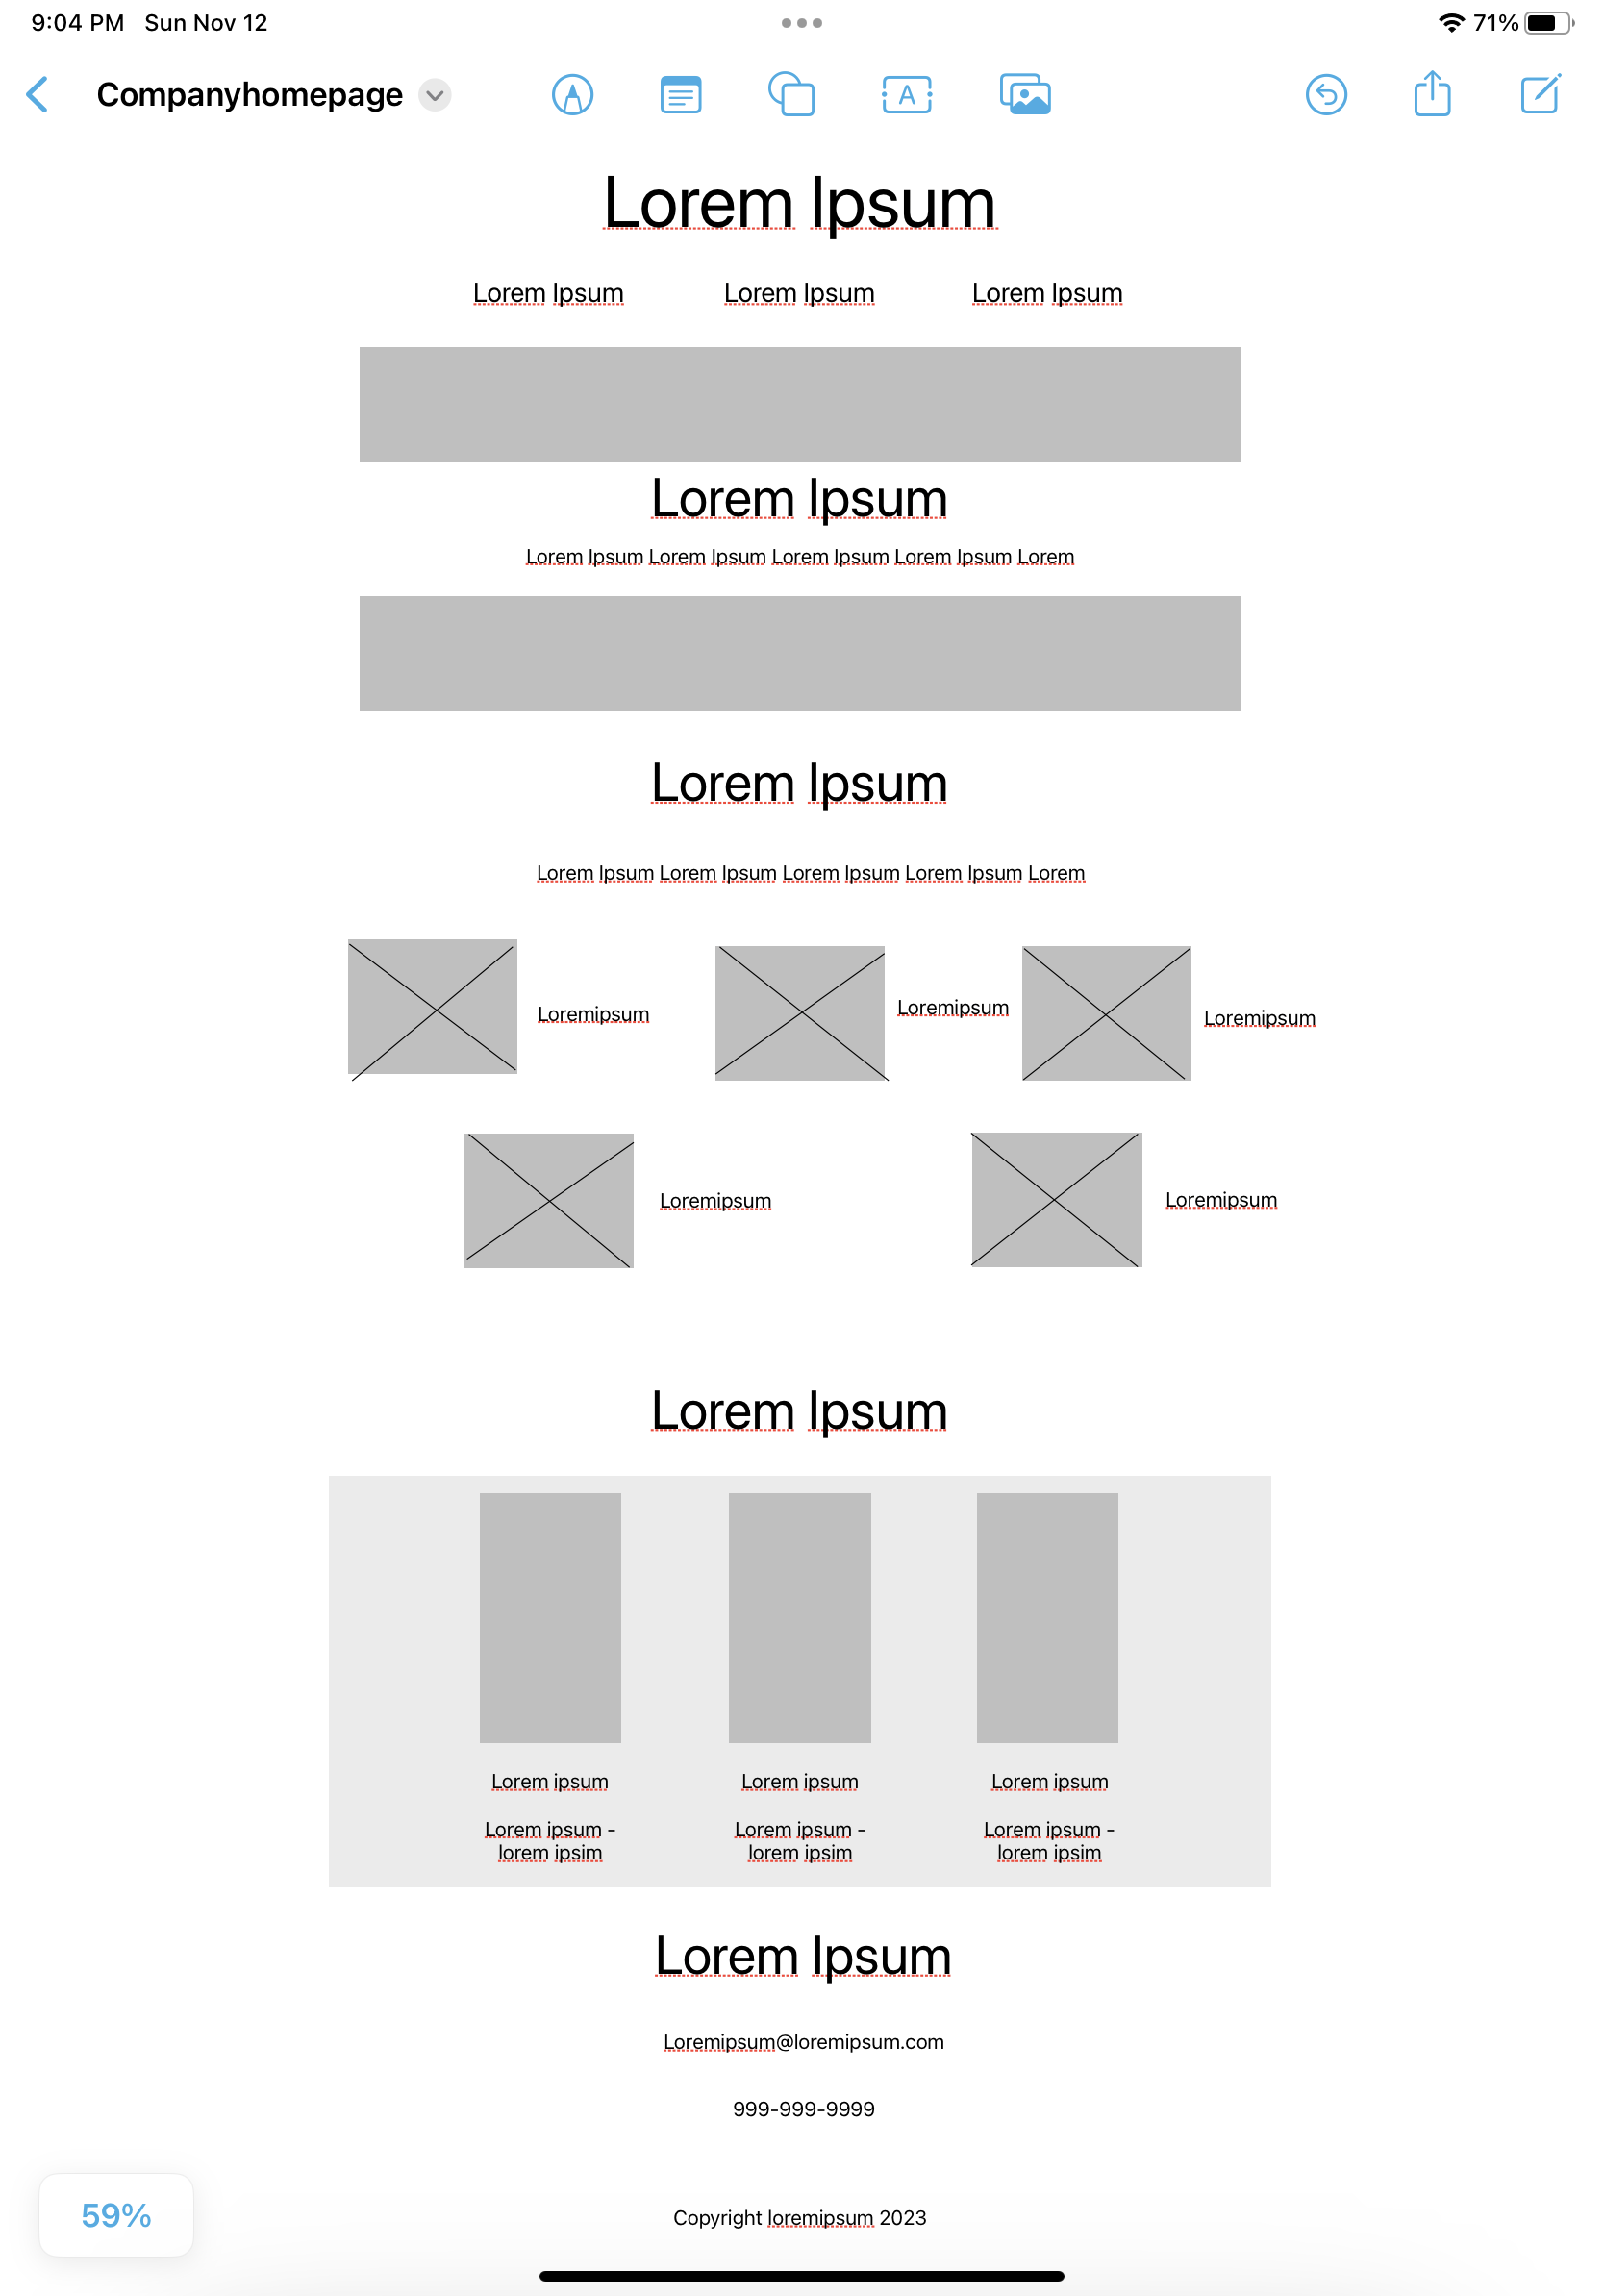 9:04 PM Sun Nov 12 71%
Companyhomepage A
Lorem Ipsum
Lorem Ipsum Lorem Ipsum Lorem Ipsum
Lorem Ipsum
Lorem Ipsum Lorem Ipsum Lorem Ipsum Lorem Ipsum Lorem
Lorem Ipsum
Lorem Ipsum Lorem Ipsum Lorem Ipsum Lorem Ipsum Lorem
Loremipsum Loremipsum Loremipsum
Loremipsum Loremipsum
Lorem Ipsum
Lorem ipsum Lorem ipsum Lorem ipsum
Lorem ipsum - Lorem ipsum - Lorem ipsum -
lorem ipsim lorem ipsim lorem ipsim
Lorem Ipsum
Loremipsum@loremipsum.com
999-999-9999
59%
Copyright loremipsum 2023